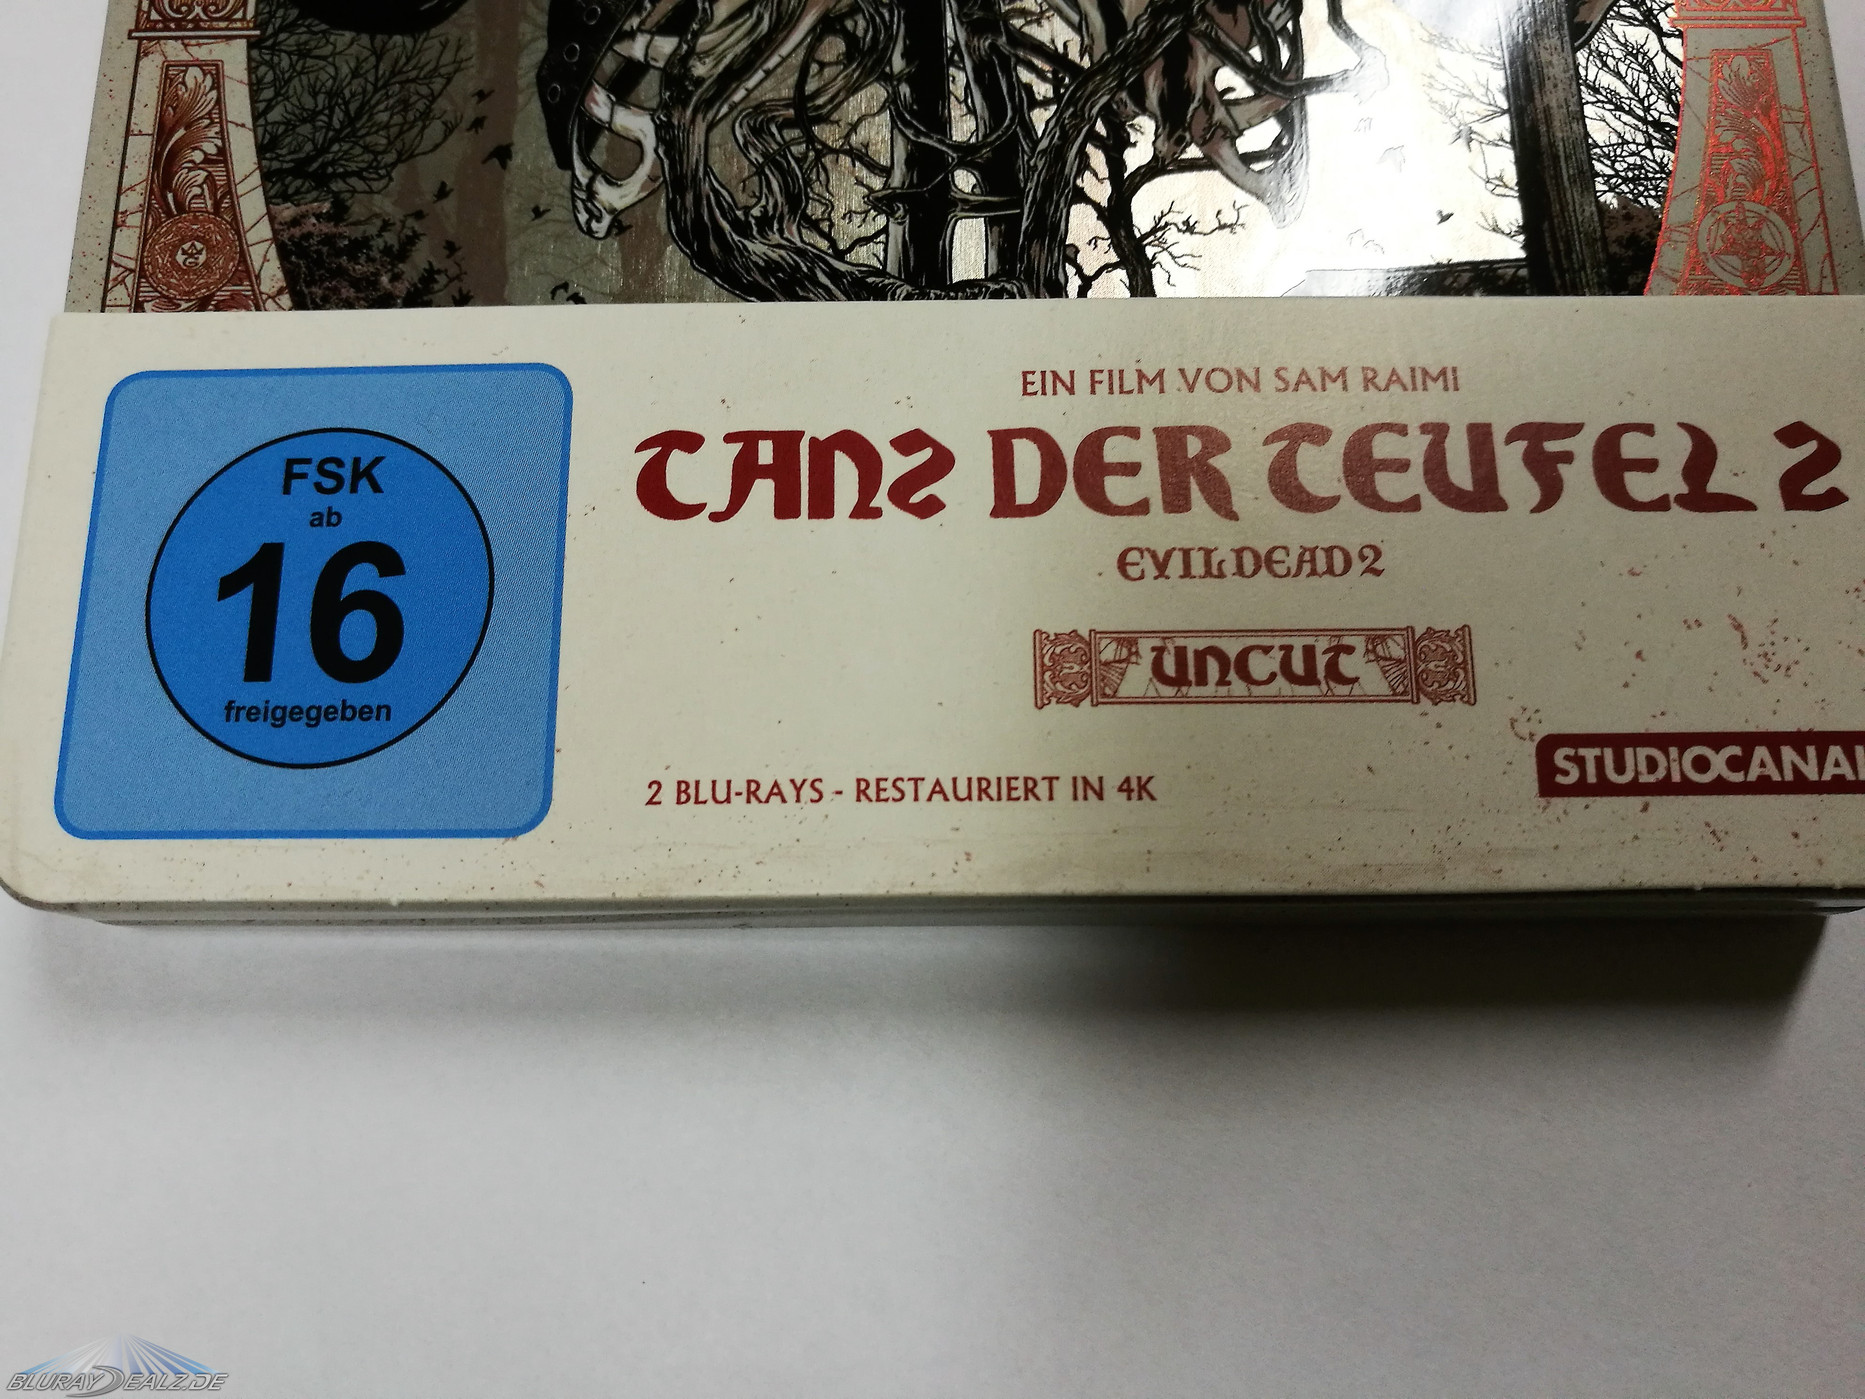 FSK
ab
16
freigegeben
EIN FILM VON SAM RAIMI
TANZ DER TEUFEL 2
EVIL DEAD 2
UNCUT
2 BLU-RAYS - RESTAURIERT IN 4K
STUDIOCANAL
BLURAYDEALZ.DE